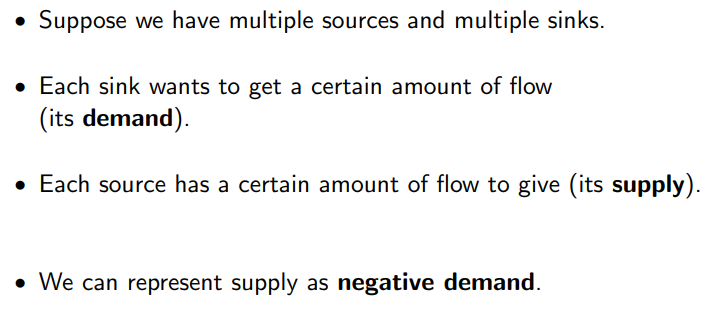 • Suppose we have multiple sources and multiple sinks.
• Each sink wants to get a certain amount of flow
(its demand).
• Each source has a certain amount of flow to give (its supply).
• We can represent supply as negative demand.